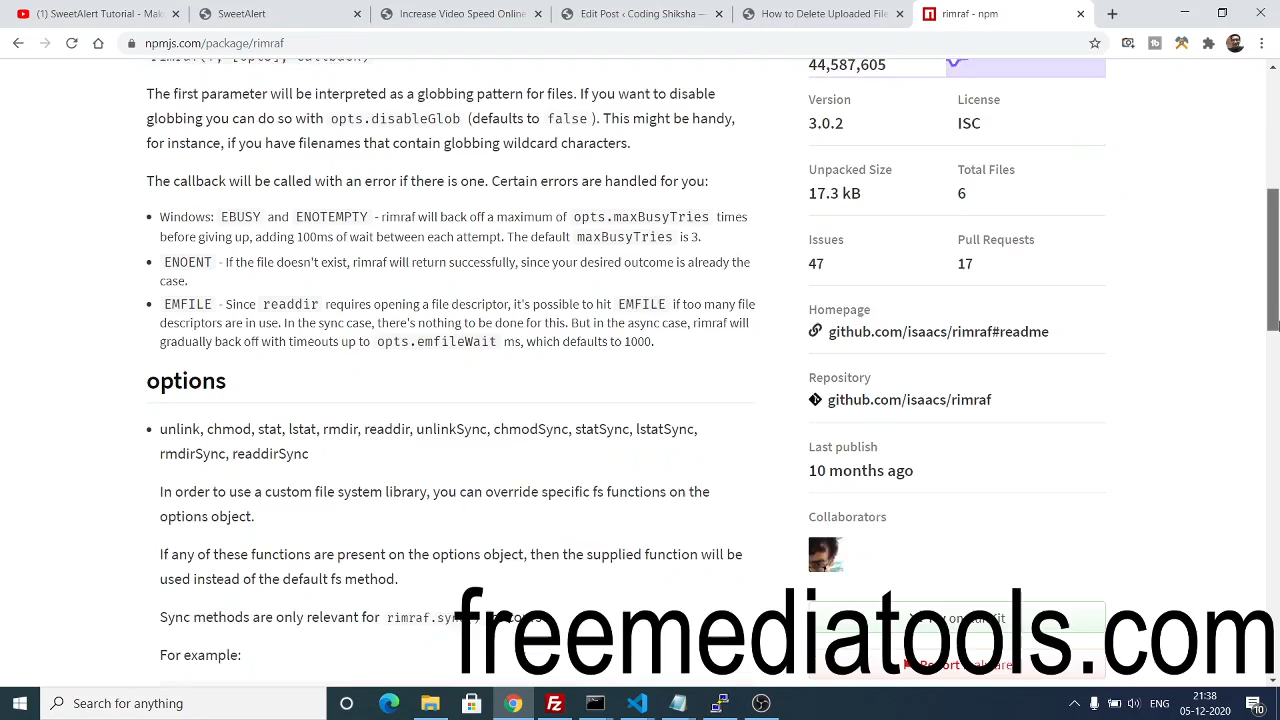 (1) SweetAlert Tutorial - Mak
SweetAlert
Increase Video Speed Online
Edit Post ‹ Coding Shiksha —
How to Delete Uploaded File
rimraf - npm
npmjs.com/package/rimraf
rimraf(f, [opts], callback)
The first parameter will be interpreted as a globbing pattern for files. If you want to disable
globbing you can do so with opts.disableGlob (defaults to false ). This might be handy,
for instance, if you have filenames that contain globbing wildcard characters.
The callback will be called with an error if there is one. Certain errors are handled for you:
• Windows: EBUSY and ENOTEMPTY - rimraf will back off a maximum of opts.maxBusyTries times
before giving up, adding 100ms of wait between each attempt. The default maxBusyTries is 3.
• ENOENT - If the file doesn't exist, rimraf will return successfully, since your desired outcome is already the
case.
• EMFILE - Since readdir requires opening a file descriptor, it's possible to hit EMFILE if too many file
descriptors are in use. In the sync case, there's nothing to be done for this. But in the async case, rimraf will
gradually back off with timeouts up to opts.emfileWait ms, which defaults to 1000.
options
• unlink, chmod, stat, lstat, rmdir, readdir, unlinkSync, chmodSync, statSync, lstatSync,
rmdirSync, readdirSync
In order to use a custom file system library, you can override specific fs functions on the
options object.
If any of these functions are present on the options object, then the supplied function will be
used instead of the default fs method.
Sync methods are only relevant for rimraf.sy
For example:
44,587,605
Version
License
3.0.2
ISC
Unpacked Size
Total Files
17.3 kB
6
Issues
Pull Requests
47
17
Homepage
github.com/isaacs/rimraf#readme
Repository
github.com/isaacs/rimraf
Last publish
10 months ago
Collaborators
Report
freemediatools.com
Search for anything
ENG
21:38
05-12-2020
10